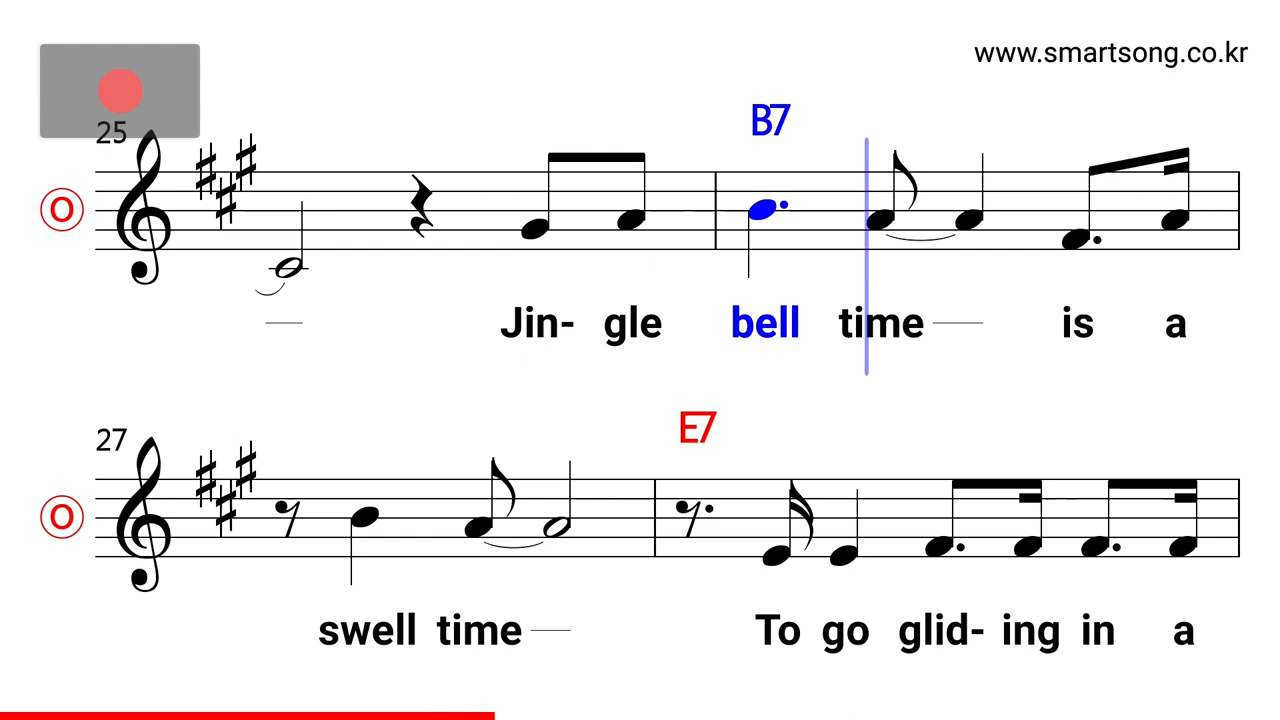 www.smartsong.co.kr
25
B7
O
Jin- gle bell time is a
27
E7
O
swell time To go glid- ing in a